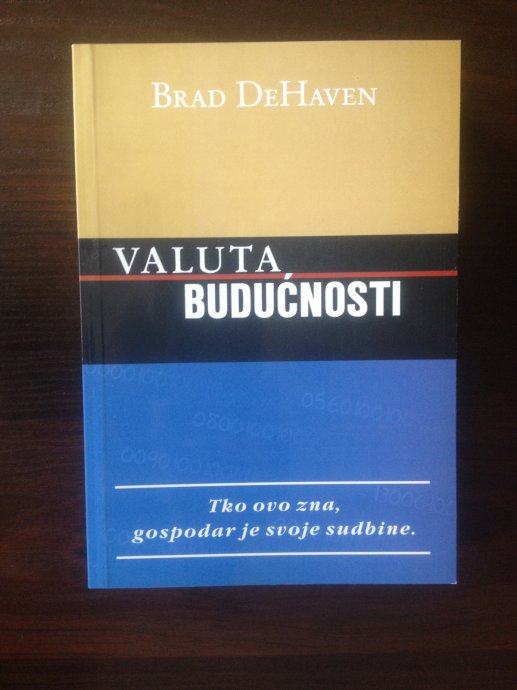 BRAD DEHAVEN
VALUTA
BUDUĆNOSTI
Tko ovo zna,
gospodar je svoje sudbine.